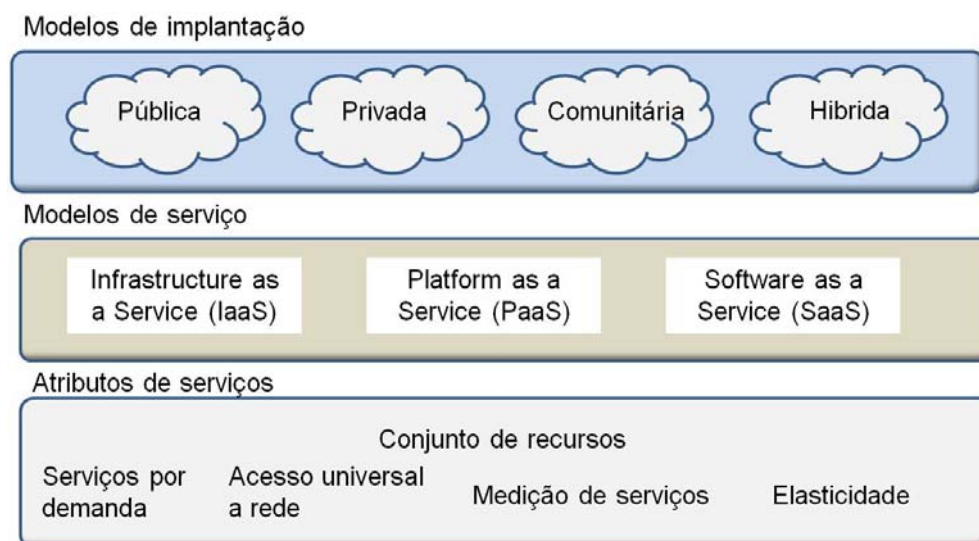 Modelos de implantação
Pública
Privada
Comunitária
Hibrida
Modelos de serviço
Infrastructure as
a Service (IaaS)
Platform as a
Service (PaaS)
Software as a
Service (SaaS)
Atributos de serviços
Conjunto de recursos
Serviços por
demanda
Acesso universal
a rede
Medição de serviços
Elasticidade